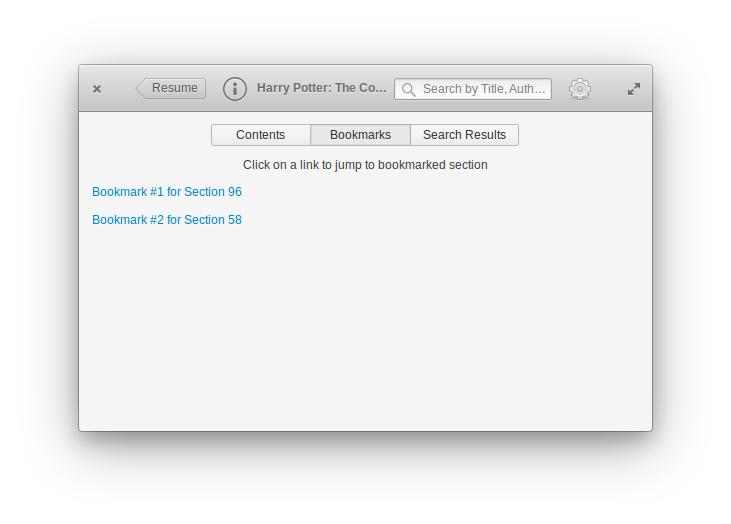 Resume
Harry Potter: The Co...
Search by Title, Auth...
Contents
Bookmarks
Search Results
Click on a link to jump to bookmarked section
Bookmark #1 for Section 96
Bookmark #2 for Section 58